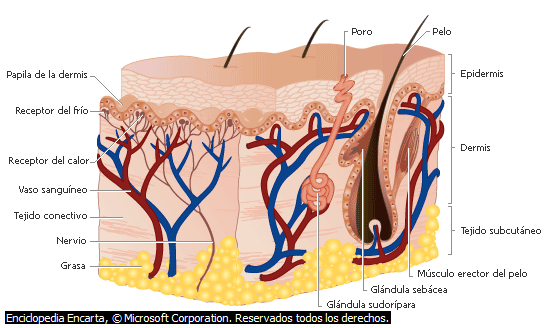 Poro
Pelo
Papila de la dermis
Epidermis
Receptor del frío
Receptor del calor
Dermis
Vaso sanguíneo
Tejido conectivo
Tejido subcutáneo
Nervio
Grasa
Músculo erector del pelo
Glándula sebácea
Glándula sudorípara
Enciclopedia Encarta, © Microsoft Corporation. Reservados todos los derechos.